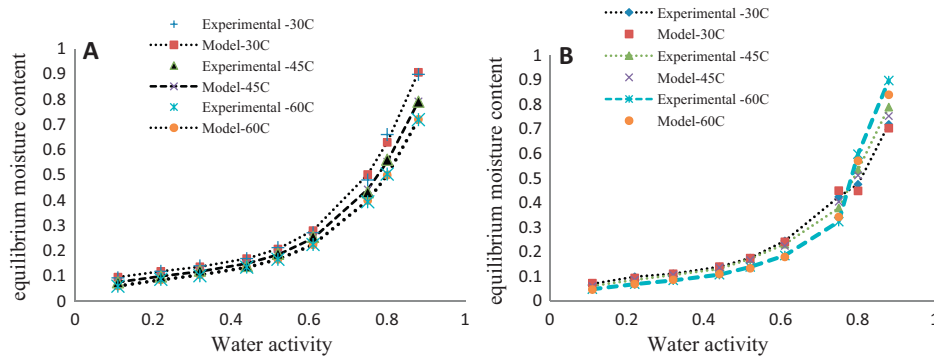 A
Experimental -30C
Model-30C
Experimental -45C
Model-45C
Experimental -60C
Model-60C
equilibrium moisture content
1
0.9
0.8
0.7
0.6
0.5
0.4
0.3
0.2
0.1
0
0 0.2 0.4 0.6 0.8 1
Water activity
B
Experimental -30C
Model-30C
Experimental -45C
Model-45C
Experimental -60C
Model-60C
equilibrium moisture content
1
0.9
0.8
0.7
0.6
0.5
0.4
0.3
0.2
0.1
0
0 0.2 0.4 0.6 0.8 1
Water activity